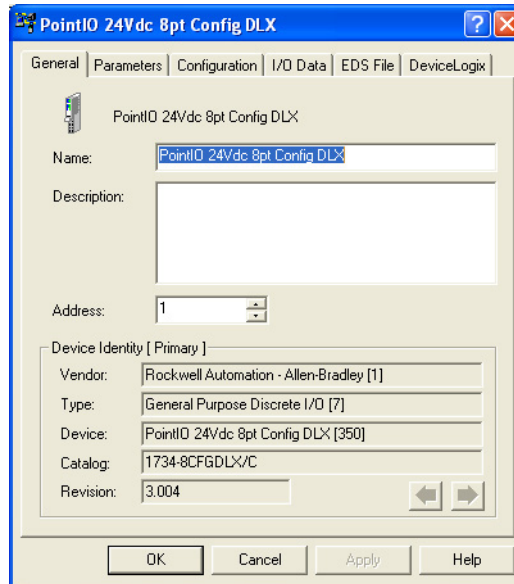 PointIO 24Vdc 8pt Config DLX
General Parameters Configuration I/O Data EDS File DeviceLogix
PointIO 24Vdc 8pt Config DLX
Name: PointIO 24Vdc 8pt Config DLX
Description:
Address: 1
Device Identity [ Primary ]
Vendor: Rockwell Automation - Allen-Bradley [1]
Type: General Purpose Discrete I/O [7]
Device: PointIO 24Vdc 8pt Config DLX [350]
Catalog: 1734-8CFGDLX/C
Revision: 3.004
OK Cancel Apply Help